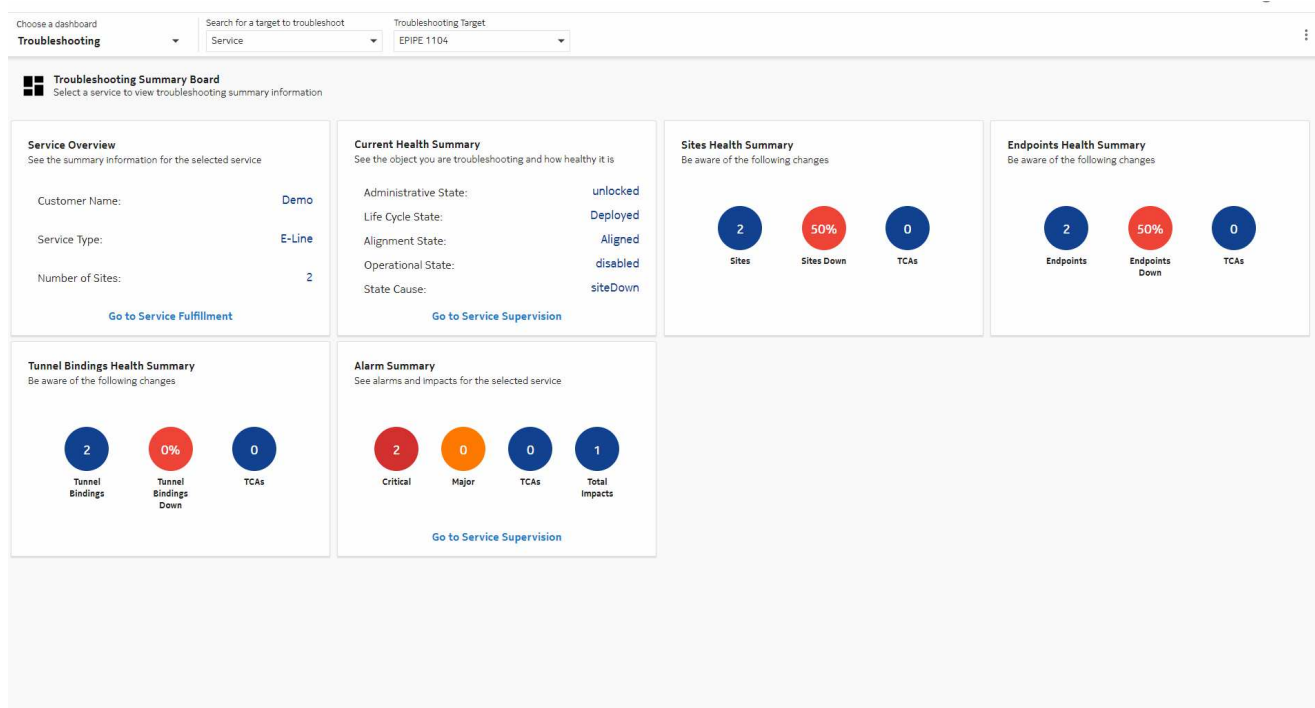 Choose a dashboard
Troubleshooting
Search for a target to troubleshoot
Service
Troubleshooting Target
EPIPE 1104
Troubleshooting Summary Board
Select a service to view troubleshooting summary information
Service Overview
See the summary information for the selected service
Customer Name: Demo
Service Type: E-Line
Number of Sites: 2
Go to Service Fulfillment
Current Health Summary
See the object you are troubleshooting and how healthy it is
Administrative State: unlocked
Life Cycle State: Deployed
Alignment State: Aligned
Operational State: disabled
State Cause: siteDown
Go to Service Supervision
Sites Health Summary
Be aware of the following changes
2 50% 0
Sites Sites Down TCAs
Endpoints Health Summary
Be aware of the following changes
2 50% 0
Endpoints Endpoints TCAs
Down
Tunnel Bindings Health Summary
Be aware of the following changes
2 0% 0
Tunnel Tunnel TCAs
Bindings Bindings
Down
Alarm Summary
See alarms and impacts for the selected service
2 0 0 1
Critical Major TCAs Total
Impacts
Go to Service Supervision